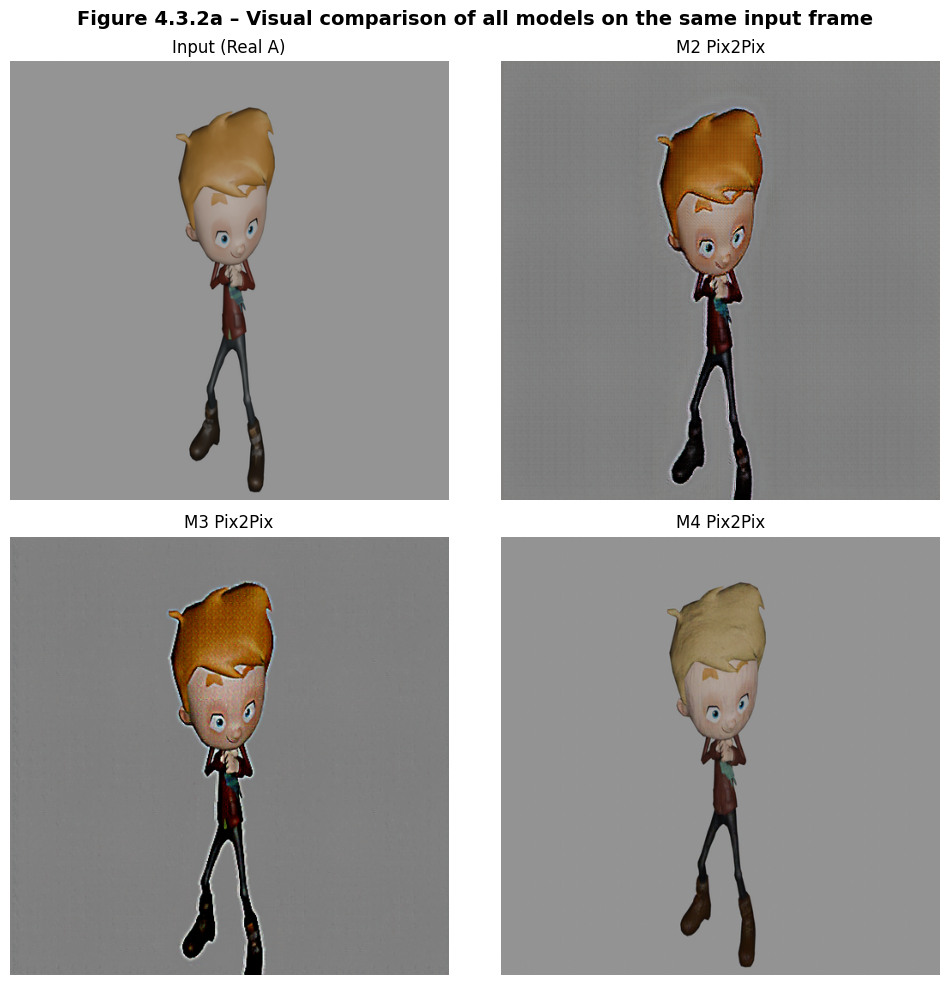 Figure 4.3.2a – Visual comparison of all models on the same input frame
Input (Real A)
M2 Pix2Pix
M3 Pix2Pix
M4 Pix2Pix